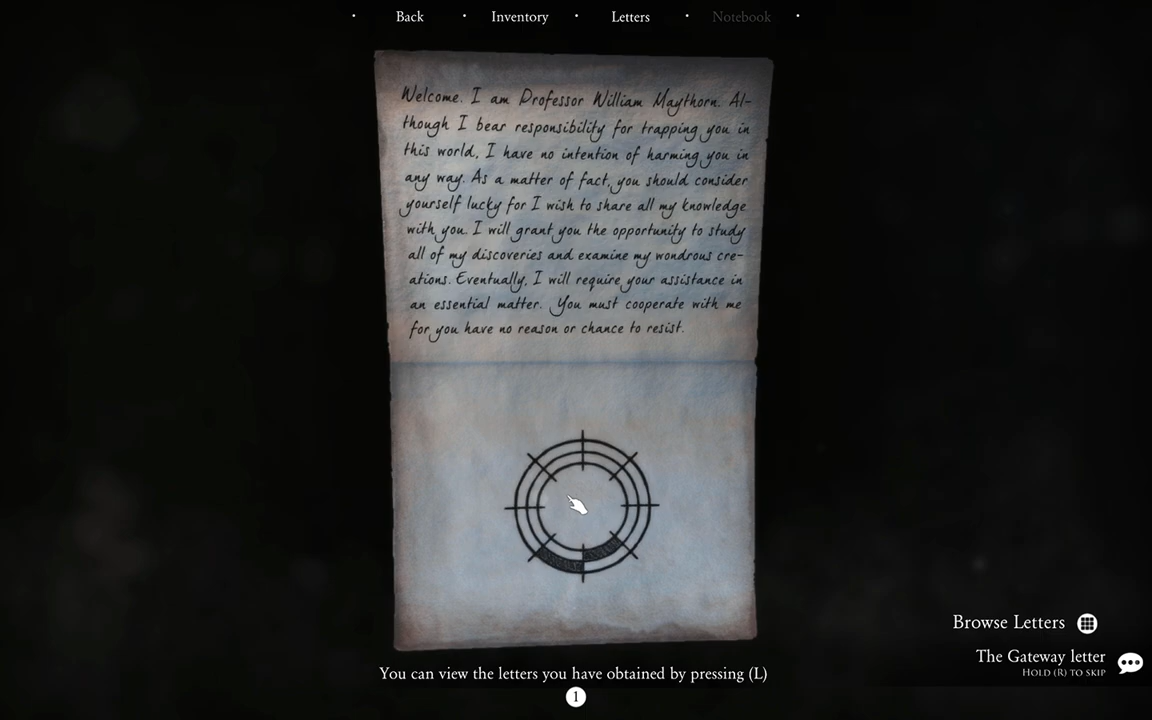 Back
Inventory
Letters
Notebook
Welcome. I am Professor William Maythorn. Al-
though I bear responsibility for trapping you in
this world, I have no intention of harming you in
any way. As a matter of fact, you should consider
yourself lucky for I wish to share all my knowledge
with you. I will grant you the opportunity to study
all of my discoveries and examine my wondrous cre-
ations. Eventually, I will require your assistance in
an essential matter. You must cooperate with me
for you have no reason or chance to resist.
Browse Letters
The Gateway letter
HOLD (R) TO SKIP
You can view the letters you have obtained by pressing (L)
1